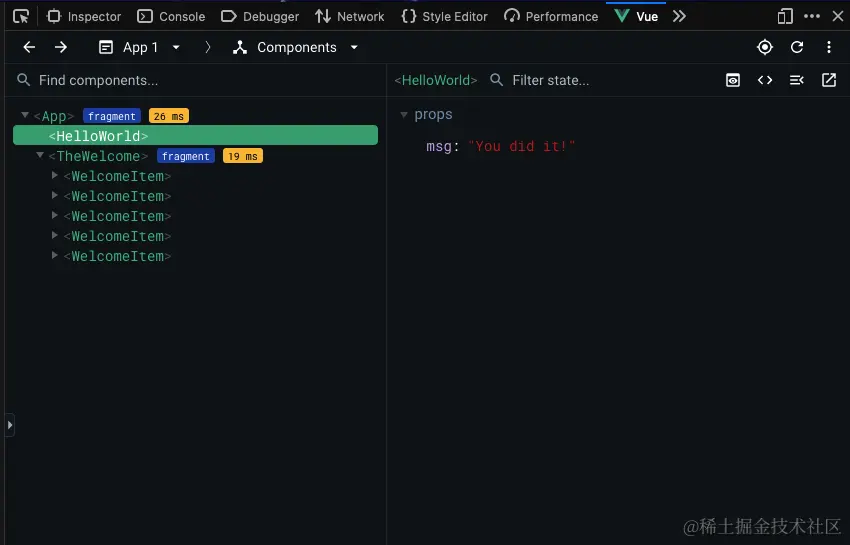 Inspector Console Debugger Network Style Editor Performance Vue
App 1 Components
Find components...
<HelloWorld> Filter state...
<App> fragment 26 ms
<HelloWorld>
<TheWelcome> fragment 19 ms
<WelcomeItem>
<WelcomeItem>
<WelcomeItem>
<WelcomeItem>
<WelcomeItem>
props
msg: "You did it!"
@稀土掘金技术社区